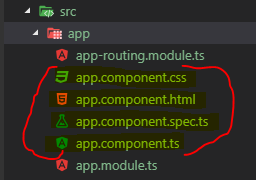 src
app
app-routing.module.ts
app.component.css
app.component.html
app.component.spec.ts
app.component.ts
app.module.ts